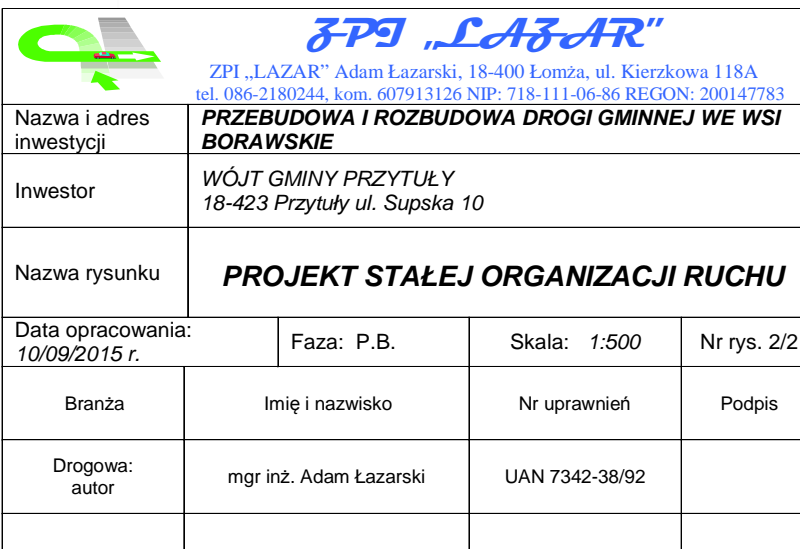 ZPI „LAZAR”
ZPI „LAZAR” Adam Łazarski, 18-400 Łomża, ul. Kierzkowa 118A
tel. 086-2180244, kom. 607913126 NIP: 718-111-06-86 REGON: 200147783
Nazwa i adres
inwestycji
PRZEBUDOWA I ROZBUDOWA DROGI GMINNEJ WE WSI
BORAWSKIE
Inwestor
WÓJT GMINY PRZYTUŁY
18-423 Przytuły ul. Supska 10
Nazwa rysunku
PROJEKT STAŁEJ ORGANIZACJI RUCHU
Data opracowania:
10/09/2015 r.
Faza: P.B.
Skala: 1:500
Nr rys. 2/2
Branża
Imię i nazwisko
Nr uprawnień
Podpis
Drogowa:
autor
mgr inż. Adam Łazarski
UAN 7342-38/92